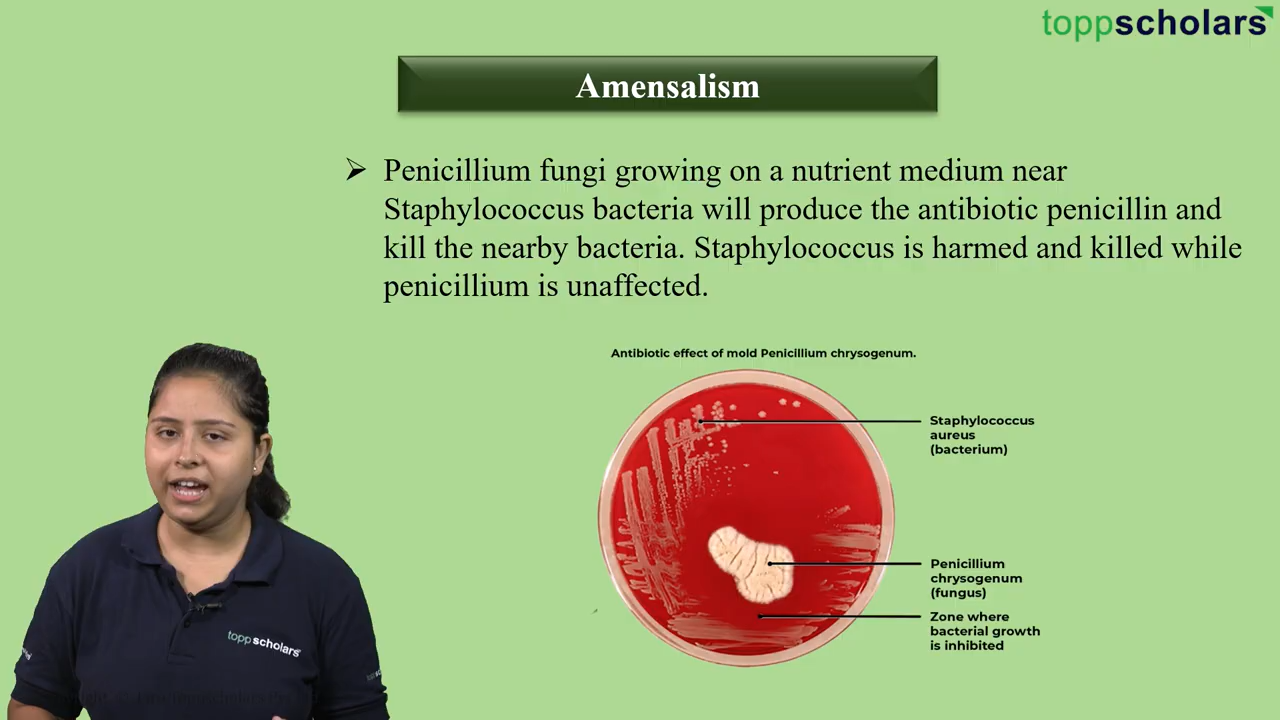 toppscholars
Amensalism
Penicillium fungi growing on a nutrient medium near
Staphylococcus bacteria will produce the antibiotic penicillin and
kill the nearby bacteria. Staphylococcus is harmed and killed while
penicillium is unaffected.
Antibiotic effect of mold Penicillium chrysogenum.
Staphylococcus
aureus
(bacterium)
Penicillium
chrysogenum
(fungus)
Zone where
bacterial growth
is inhibited
toppscholars